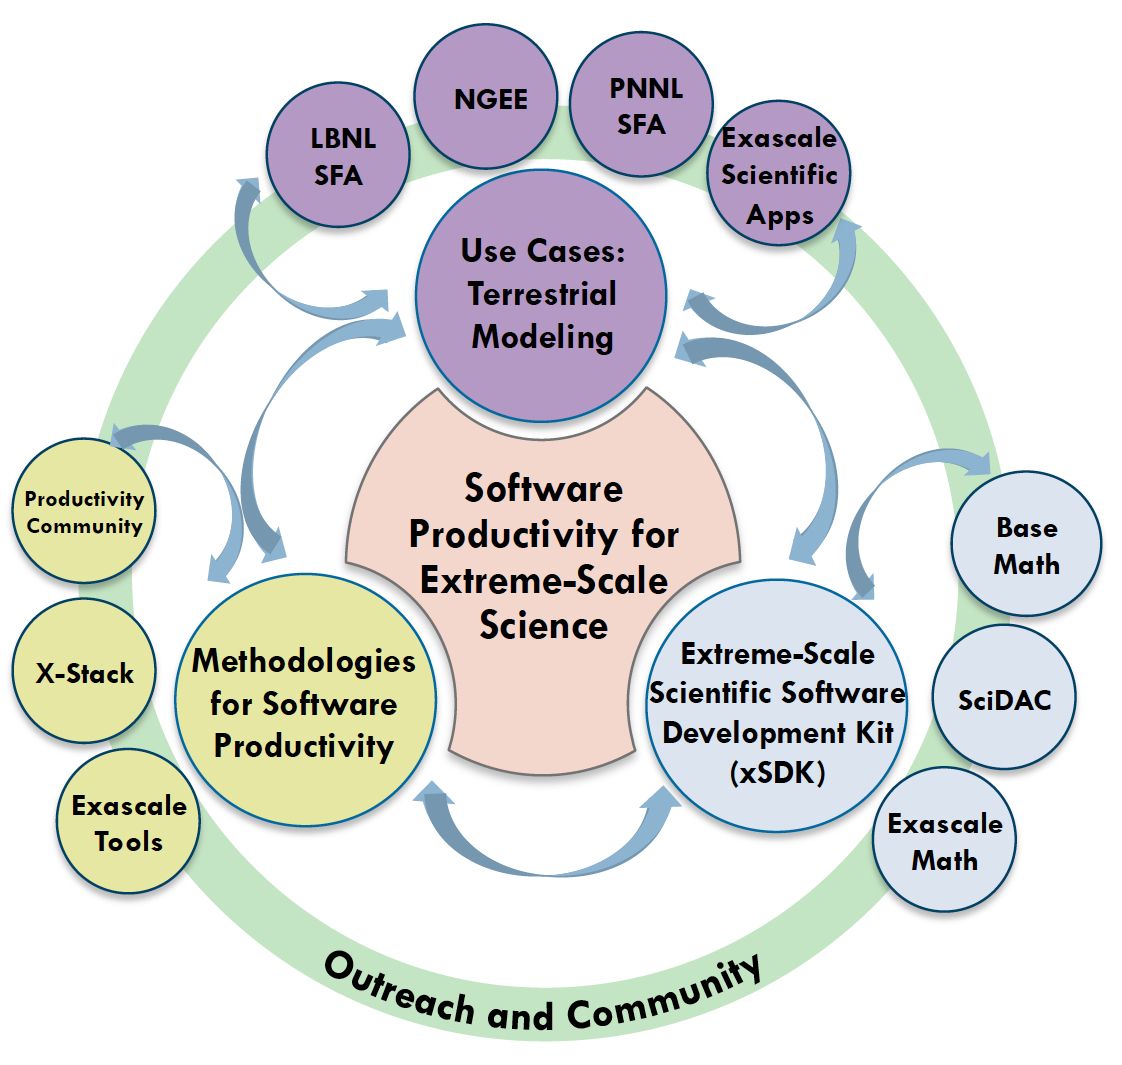 NGEE
PNNL
SFA
LBNL
SFA
Exascale
Scientific
Apps
Use Cases:
Terrestrial
Modeling
Software
Productivity for
Extreme-Scale
Science
Productivity
Community
X-Stack
Exascale
Tools
Methodologies
for Software
Productivity
Extreme-Scale
Scientific Software
Development Kit
(xSDK)
Base
Math
SciDAC
Exascale
Math
Outreach and Community